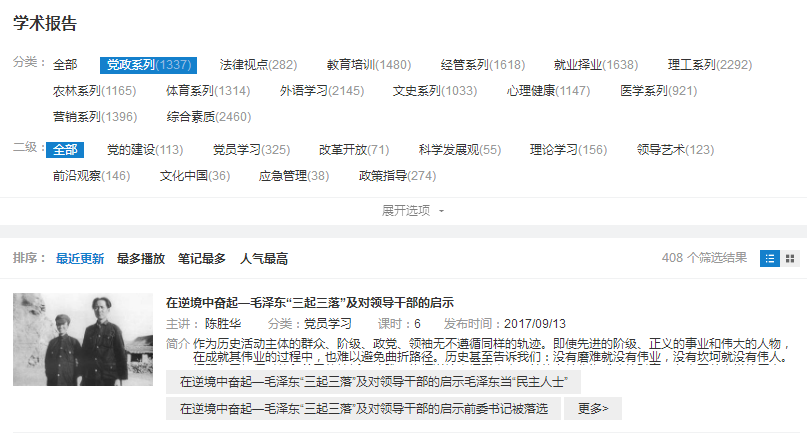 学术报告
分类： 全部 党政系列(1337) 法律视点(282) 教育培训(1480) 经管系列(1618) 就业择业(1638) 理工系列(2292)
农林系列(1165) 体育系列(1314) 外语学习(2145) 文史系列(1033) 心理健康(1147) 医学系列(921)
营销系列(1396) 综合素质(2460)
二级： 全部 党的建设(113) 党员学习(325) 改革开放(71) 科学发展观(55) 理论学习(156) 领导艺术(123)
前沿观察(146) 文化中国(36) 应急管理(38) 政策指导(274)
展开选项
排序： 最近更新 最多播放 笔记最多 人气最高 408 个筛选结果
在逆境中奋起—毛泽东“三起三落”及对领导干部的启示
主讲： 陈胜华 分类：党员学习 课时：6 发布时间：2017/09/13
简介 作为历史活动主体的群众、阶级、政党、领袖无不遵循同样的轨迹。即使先进的阶级、正义的事业和伟大的人物，
在成就其伟业的过程中，也难以避免曲折路径。历史甚至告诉我们：没有磨难就没有伟业，没有坎坷就没有伟人。
在逆境中奋起—毛泽东“三起三落”及对领导干部的启示毛泽东当“民主人士”
在逆境中奋起—毛泽东“三起三落”及对领导干部的启示前委书记被落选 更多>